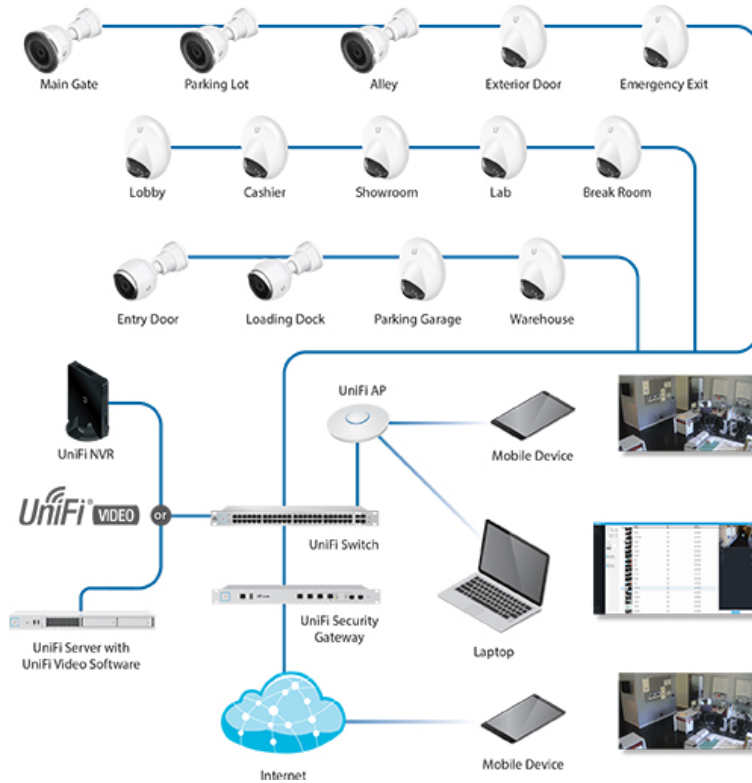 Main Gate
Parking Lot
Alley
Exterior Door
Emergency Exit
Lobby
Cashier
Showroom
Lab
Break Room
Entry Door
Loading Dock
Parking Garage
Warehouse
UniFi AP
UniFi NVR
Mobile Device
UniFi® VIDEO
or
UniFi Switch
UniFi Security
Gateway
UniFi Server with
UniFi Video Software
Laptop
Internet
Mobile Device